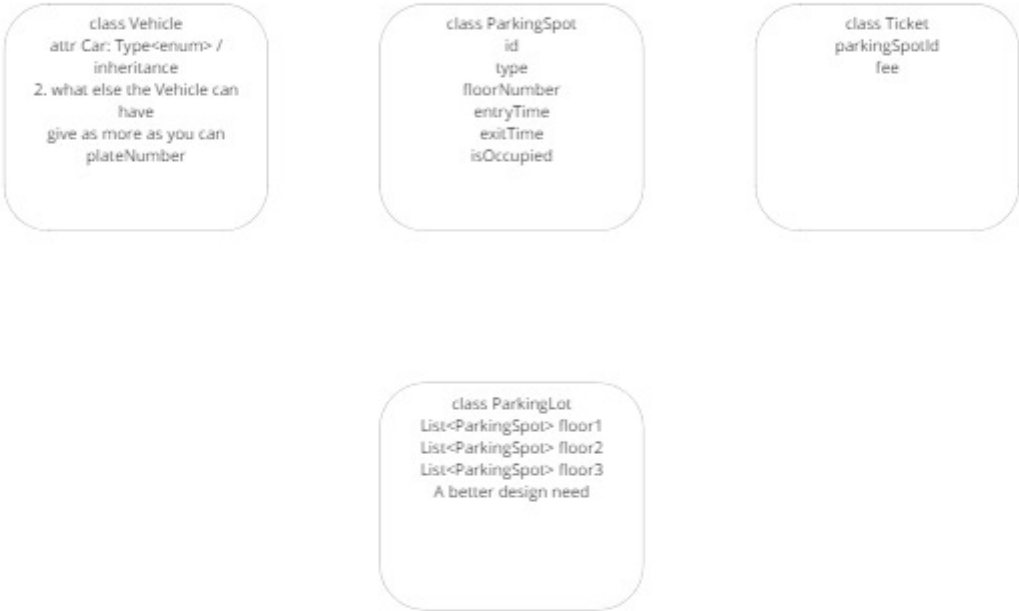 class Vehicle
attr Car: Type<enum> /
inheritance
2. what else the Vehicle can
have
give as more as you can
plateNumber
class ParkingSpot
id
type
floorNumber
entryTime
exitTime
isOccupied
class Ticket
parkingSpotId
fee
class ParkingLot
List<ParkingSpot> floor1
List<ParkingSpot> floor2
List<ParkingSpot> floor3
A better design need